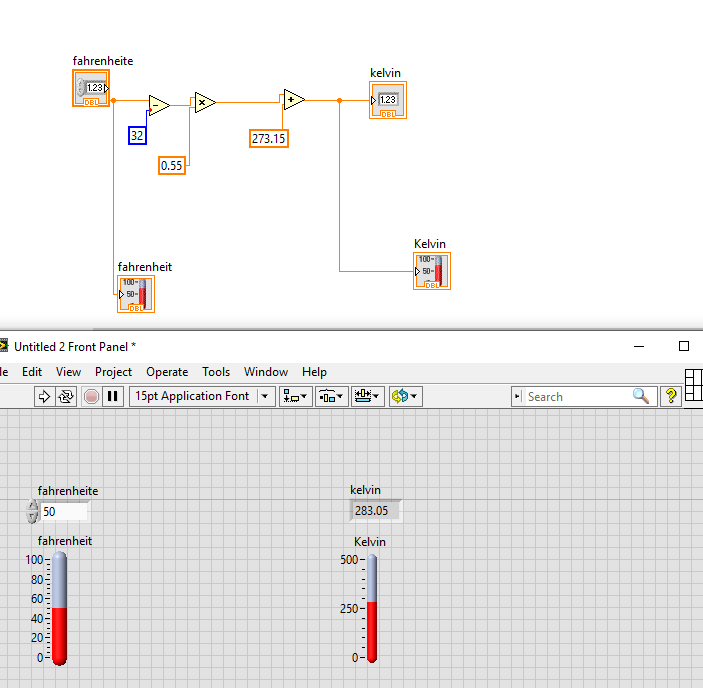 fahrenheite
1.23
DBL
32
0.55
273.15
kelvin
1.23
DBL
Kelvin
100
50
DBL
fahrenheit
100
50
DBL
Untitled 2 Front Panel *
le Edit View Project Operate Tools Window Help
15pt Application Font Search ?
fahrenheite
50
kelvin
283.05
fahrenheit
100
80
60
40
20
0
Kelvin
500
250
0